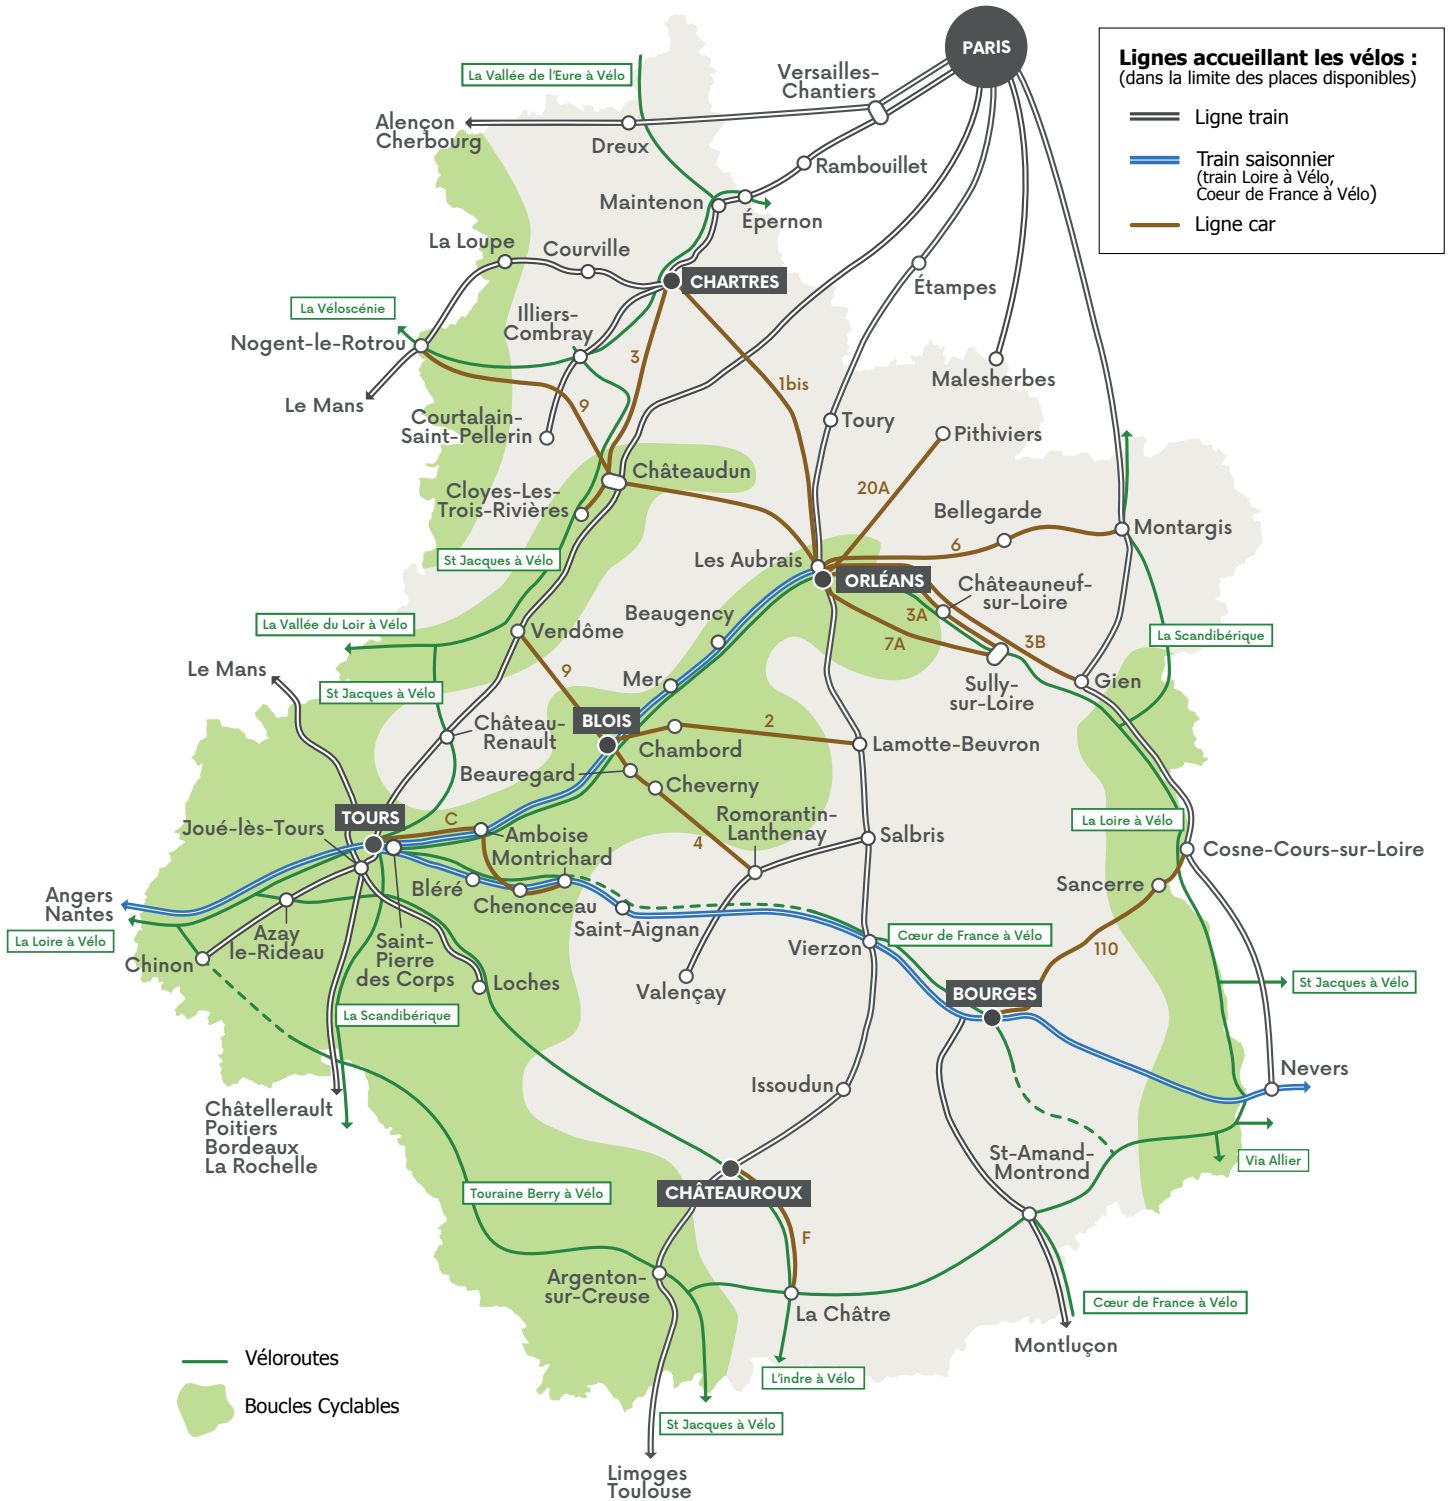 PARIS
Lignes accueillant les vélos :
(dans la limite des places disponibles)
Ligne train
Train saisonnier
(train Loire à Vélo,
Coeur de France à Vélo)
Ligne car
La Vallée de l'Eure à Vélo
Versailles-
Chantiers
Alençon
Cherbourg
Dreux
Rambouillet
Maintenon
Épernon
La Loupe
Courville
CHARTRES
Étampes
La Véloscénie
Illiers-
Combray
Nogent-le-Rotrou
3
1bis
Malesherbes
Le Mans
9
Courtalain-
Saint-Pellerin
Toury
Pithiviers
Châteaudun
20A
Cloyes-Les-
Trois-Rivières
Bellegarde
Montargis
6
St Jacques à Vélo
Les Aubrais
ORLÉANS
Châteauneuf-
sur-Loire
Beaugency
3A
La Vallée du Loir à Vélo
Vendôme
7A
3B
La Scandibérique
Le Mans
9
Mer
Sully-
sur-Loire
Gien
St Jacques à Vélo
BLOIS
2
Château-
Renault
Chambord
Lamotte-Beuvron
Beauregard
Cheverny
TOURS
C
Romorantin-
Lanthenay
La Loire à Vélo
Joué-lès-Tours
Amboise
Salbris
Montrichard
4
Cosne-Cours-sur-Loire
Bléré
Chenonceau
Sancerre
Angers
Nantes
Saint-Aignan
Azay
le-Rideau
Saint-
Pierre
des Corps
La Loire à Vélo
Vierzon
Cœur de France à Vélo
110
Chinon
Loches
Valençay
BOURGES
St Jacques à Vélo
La Scandibérique
Issoudun
Nevers
Châtellerault
Poitiers
Bordeaux
La Rochelle
St-Amand-
Montrond
Via Allier
Touraine Berry à Vélo
CHÂTEAUROUX
F
Argenton-
sur-Creuse
La Châtre
Cœur de France à Vélo
Montluçon
Véloroutes
L'indre à Vélo
Boucles Cyclables
St Jacques à Vélo
Limoges
Toulouse